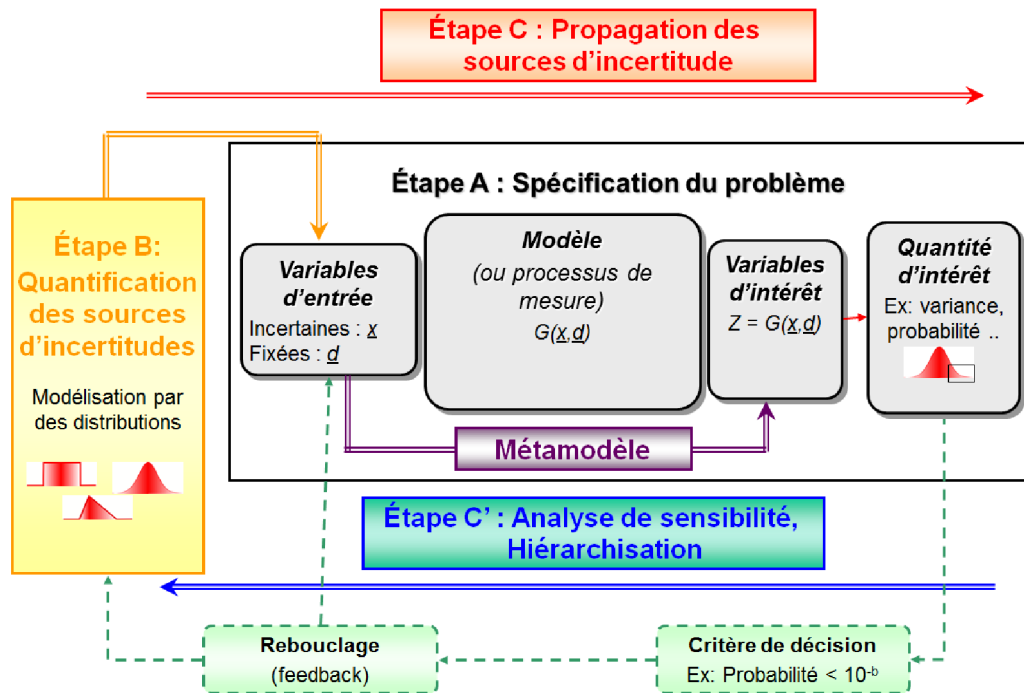 Étape C : Propagation des
sources d'incertitude
Étape A : Spécification du problème
Étape B:
Quantification
des sources
d'incertitudes
Modélisation par
des distributions
Variables
d'entrée
Incertaines : x
Fixées : d
Modèle
(ou processus de
mesure)
G(x,d)
Variables
d'intérêt
Z = G(x,d)
Quantité
d'intérêt
Ex: variance,
probabilité ..
Métamodèle
Étape C' : Analyse de sensibilité,
Hiérarchisation
Rebouclage
(feedback)
Critère de décision
Ex: Probabilité < 10⁻ᵇ